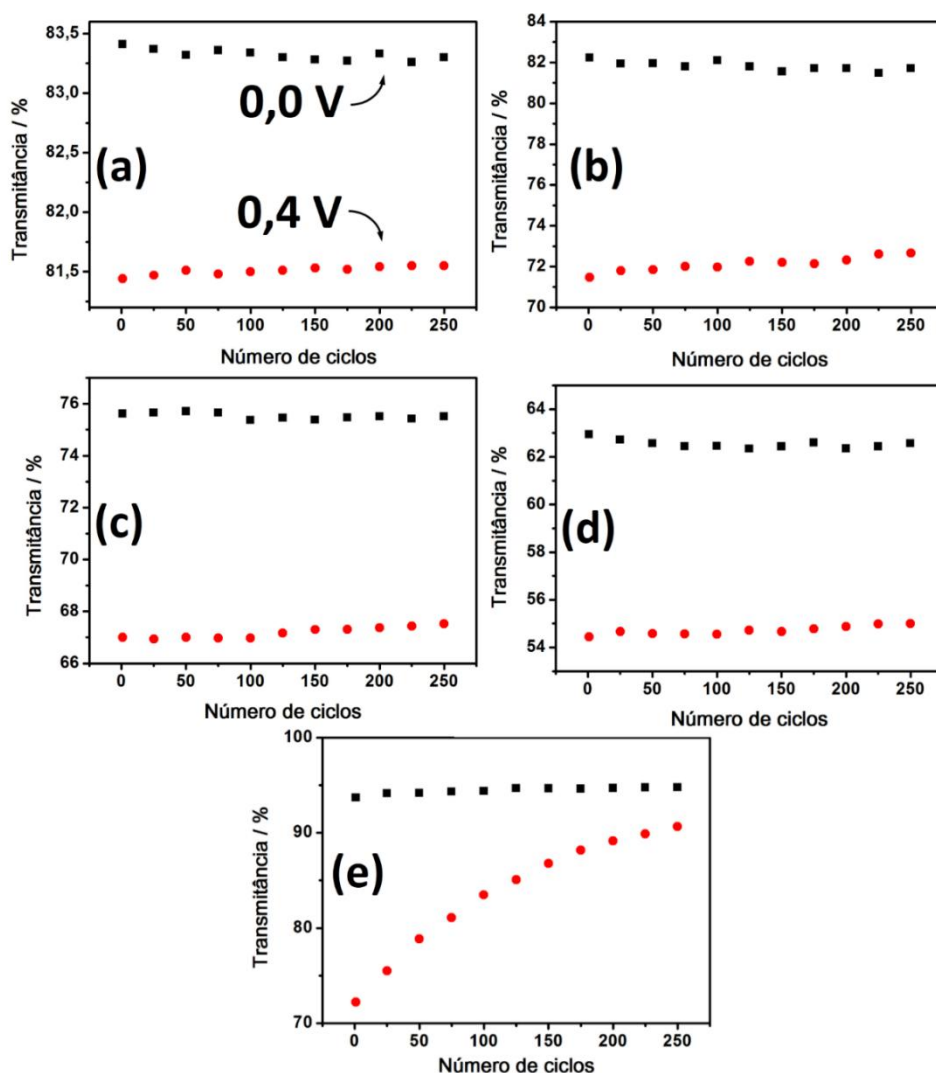 83,5
83,0
82,5
82,0
81,5
Transmitância / %
(a)
0,0 V
0,4 V
0 50 100 150 200 250
Número de ciclos
84
82
80
78
76
74
72
70
Transmitância / %
(b)
0 50 100 150 200 250
Número de ciclos
76
74
72
70
68
66
Transmitância / %
(c)
0 50 100 150 200 250
Número de ciclos
64
62
60
58
56
54
Transmitância / %
(d)
0 50 100 150 200 250
Número de ciclos
100
90
80
70
Transmitância / %
(e)
0 50 100 150 200 250
Número de ciclos